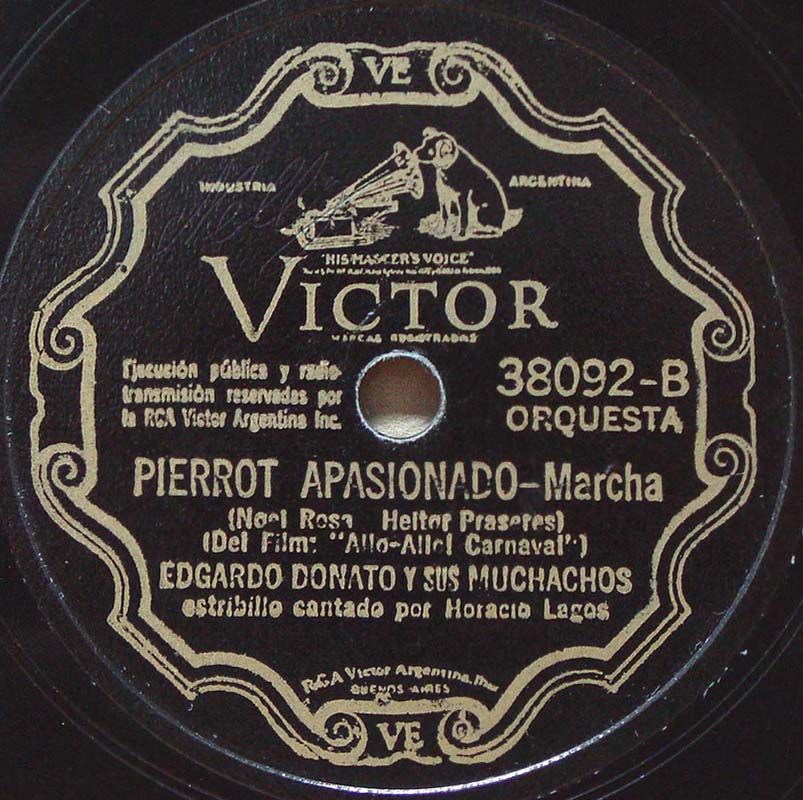 VE
INDUSTRIA ARGENTINA
"HIS MASTER'S VOICE"
VICTOR
MARCAS REGISTRADAS
Ejecución pública y radio-
transmisión reservadas por
la RCA Victor Argentina Inc.
38092-B
ORQUESTA
PIERROT APASIONADO-Marcha
(Noel Rosa Heitor Praseres)
(Del Film: "Allo-Allo! Carnaval")
EDGARDO DONATO Y SUS MUCHACHOS
estribillo cantado por Horacio Lagos
RCA Victor Argentina, Inc.
BUENOS AIRES
VE